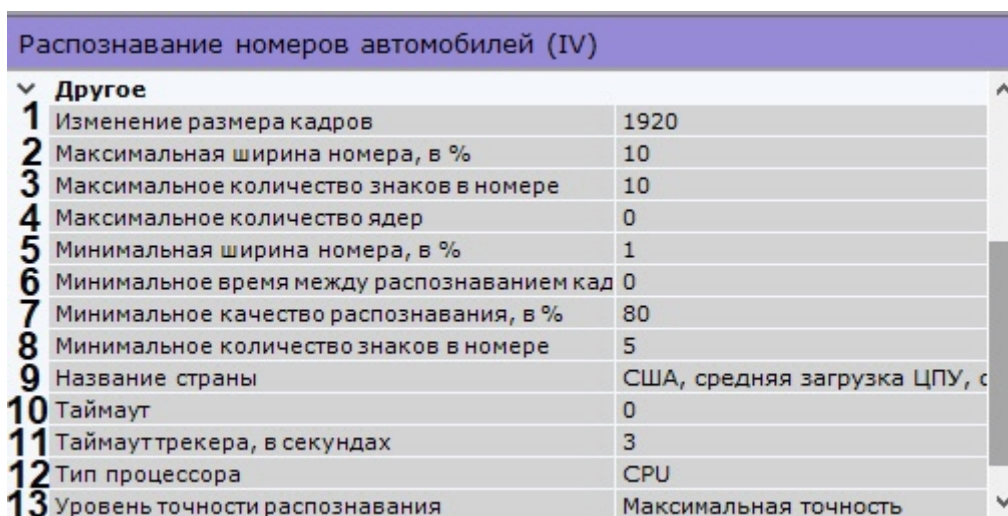 Распознавание номеров автомобилей (IV)
Другое
1 Изменение размера кадров 1920
2 Максимальная ширина номера, в % 10
3 Максимальное количество знаков в номере 10
4 Максимальное количество ядер 0
5 Минимальная ширина номера, в % 1
6 Минимальное время между распознаванием кад 0
7 Минимальное качество распознавания, в % 80
8 Минимальное количество знаков в номере 5
9 Название страны США, средняя загрузка ЦПУ, с
10 Таймаут 0
11 Таймаут трекера, в секундах 3
12 Тип процессора CPU
13 Уровень точности распознавания Максимальная точность